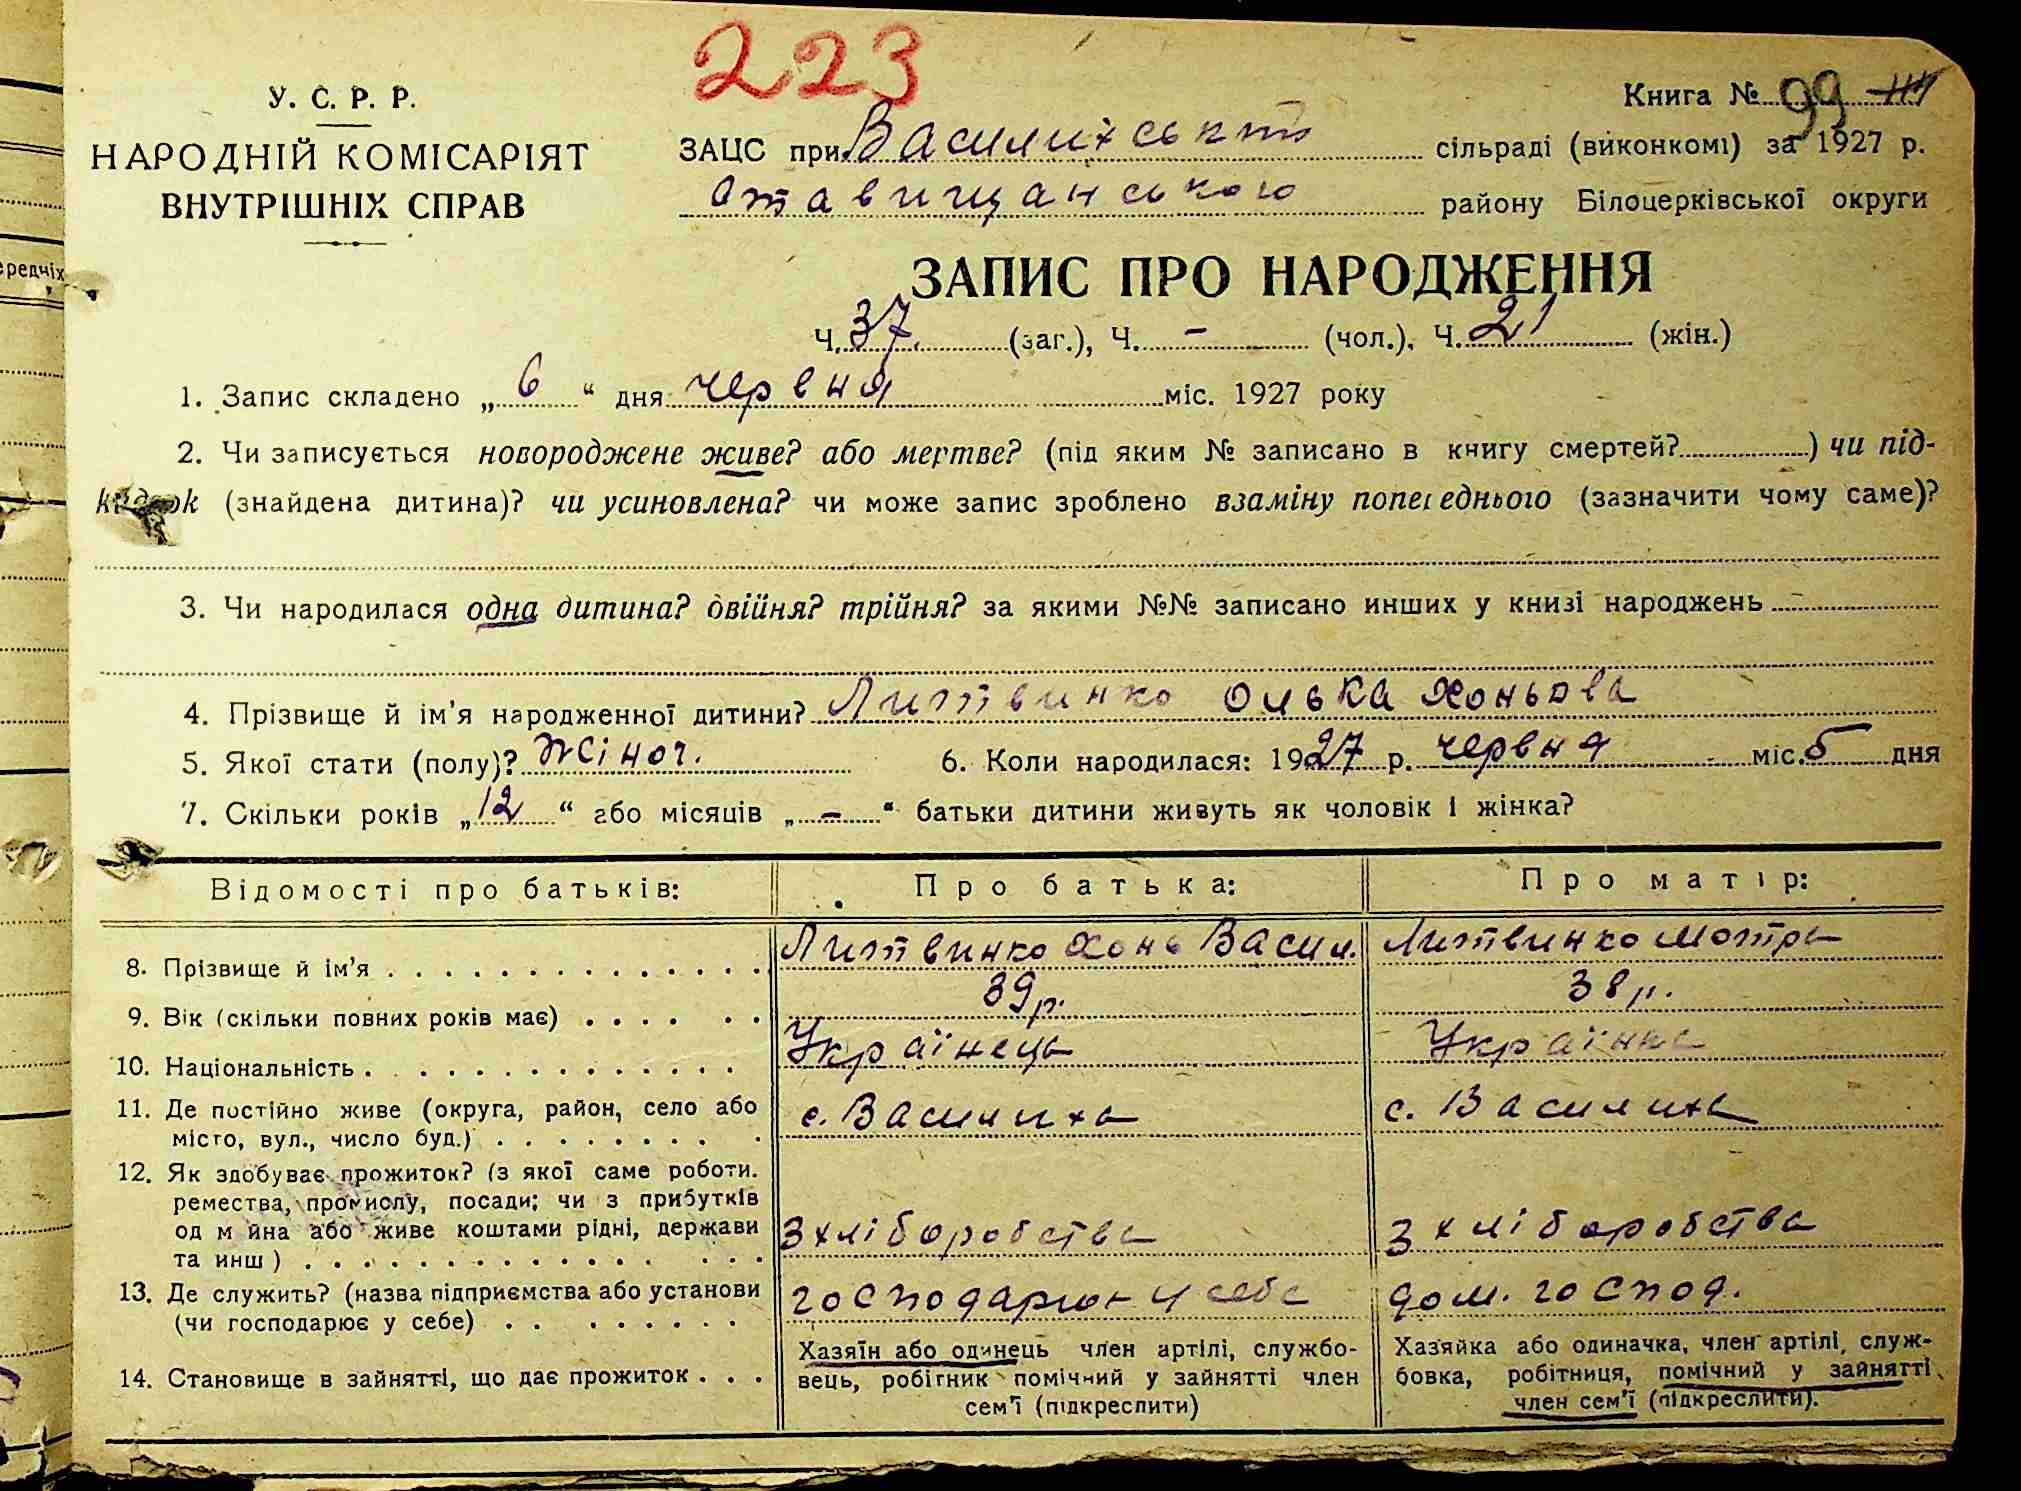 223
У. С. Р. Р.
НАРОДНІЙ КОМІСАРІЯТ
ВНУТРІШНІХ СПРАВ
Книга № 99
ЗАЦС при Василихській сільраді (виконкомі) за 1927 р.
Ставищанського району Білоцерківської округи
ЗАПИС ПРО НАРОДЖЕННЯ
Ч. 37. (заг.), Ч. - (чол.), Ч. 21 (жін.)
1. Запис складено „ 6 “ дня червня міс. 1927 року
2. Чи записується новороджене живе? або мертве? (під яким № записано в книгу смертей? ) чи під-
кидьок (знайдена дитина)? чи усиновлена? чи може запис зроблено взаміну попереднього (зазначити чому саме)?
3. Чи народилася одна дитина? двійня? трійня? за якими №№ записано инших у книзі народжень -
4. Прізвище й ім'я народженної дитини? Литвинко Олька Хоньова
5. Якої стати (полу)? Жіноч. 6. Коли народилася: 1927 р. червня міс. 5 дня
7. Скільки років „ 12 “ або місяців „ - “ батьки дитини живуть як чоловік і жінка?
Відомості про батьків: Про батька: Про матір:
8. Прізвище й ім'я Литвинко Хонь Васил. Литвинко Мотря
9. Вік (скільки повних років має) 39 р. 38 р.
10. Національність Українець Українка
11. Де постійно живе (округа, район, село або
місто, вул., число буд.) с. Василиха с. Василиха
12. Як здобуває прожиток? (з якої саме роботи.
ремества, промислу, посади; чи з прибутків
од майна або живе коштами рідні, держави
та инш) З хліборобства З хліборобства
13. Де служить? (назва підприємства або установи
(чи господарює у себе) господарює у себе дом. господ.
14. Становище в зайнятті, що дає прожиток
Хазяїн або одинець член артілі, службо-
вець, робітник помічний у зайнятті член
сем'ї (підкреслити)
Хазяйка або одиначка, член артілі, служ-
бовка, робітниця, помічний у зайнятті
член сем'ї (підкреслити).